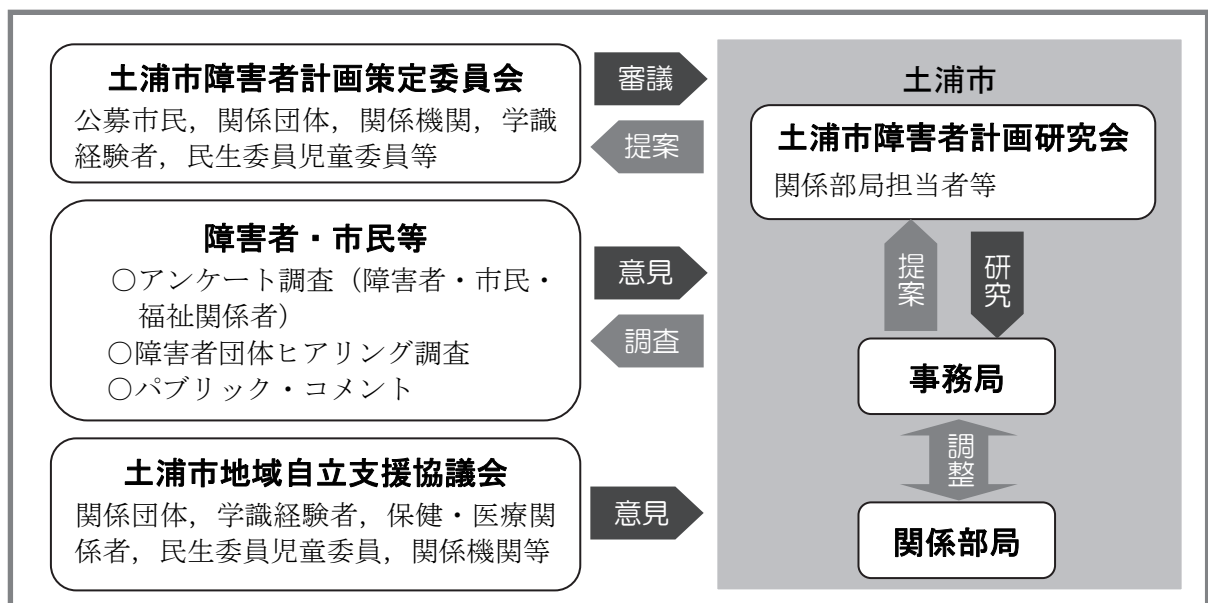 土浦市障害者計画策定委員会
公募市民，関係団体，関係機関，学識
経験者，民生委員児童委員等
審議
提案
障害者・市民等
○アンケート調査（障害者・市民・
福祉関係者）
○障害者団体ヒアリング調査
○パブリック・コメント
意見
調査
土浦市地域自立支援協議会
関係団体，学識経験者，保健・医療関
係者，民生委員児童委員，関係機関等
意見
土浦市
土浦市障害者計画研究会
関係部局担当者等
提案
研究
事務局
調整
関係部局